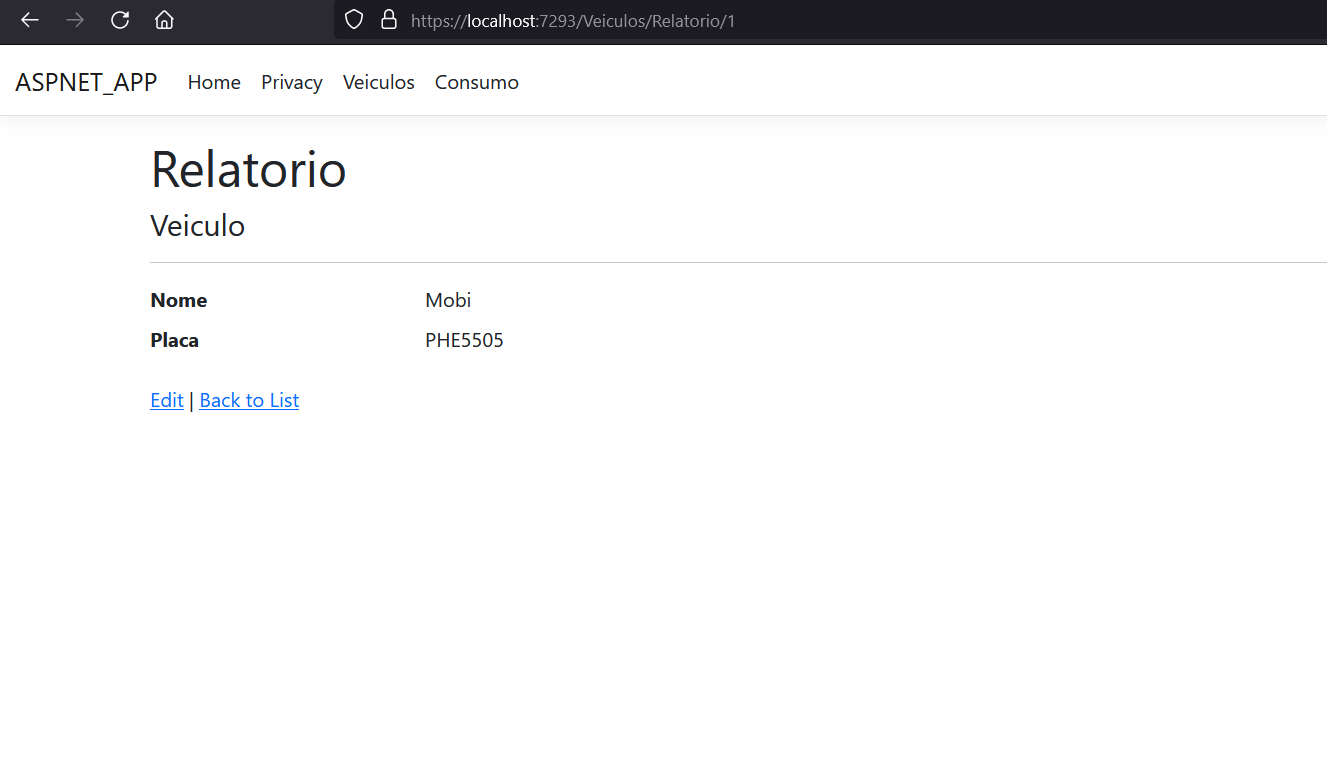 https://localhost:7293/Veiculos/Relatorio/1
ASPNET_APP Home Privacy Veiculos Consumo
Relatorio
Veiculo
Nome Mobi
Placa PHE5505
Edit | Back to List